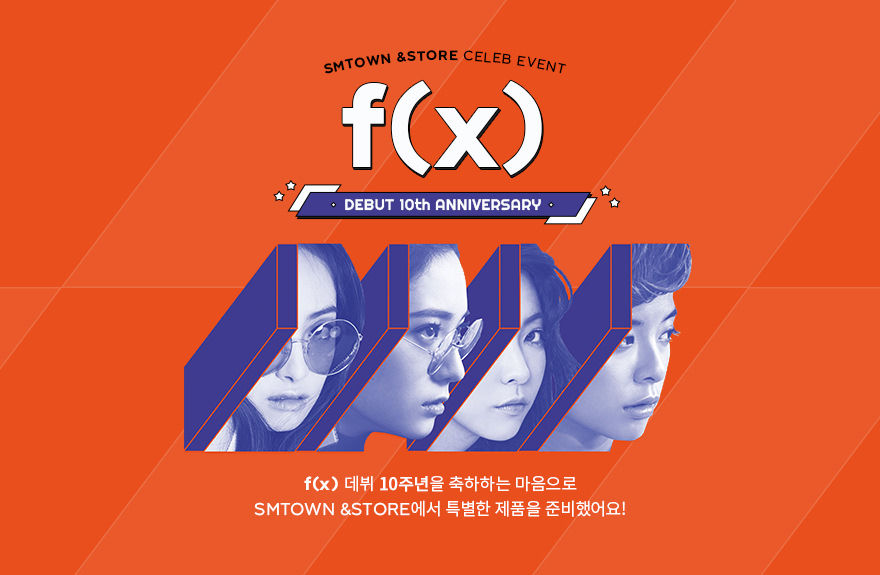 SMTOWN &STORE CELEB EVENT
f(x)
DEBUT 10th ANNIVERSARY
f(x) 데뷔 10주년을 축하하는 마음으로
SMTOWN &STORE에서 특별한 제품을 준비했어요!